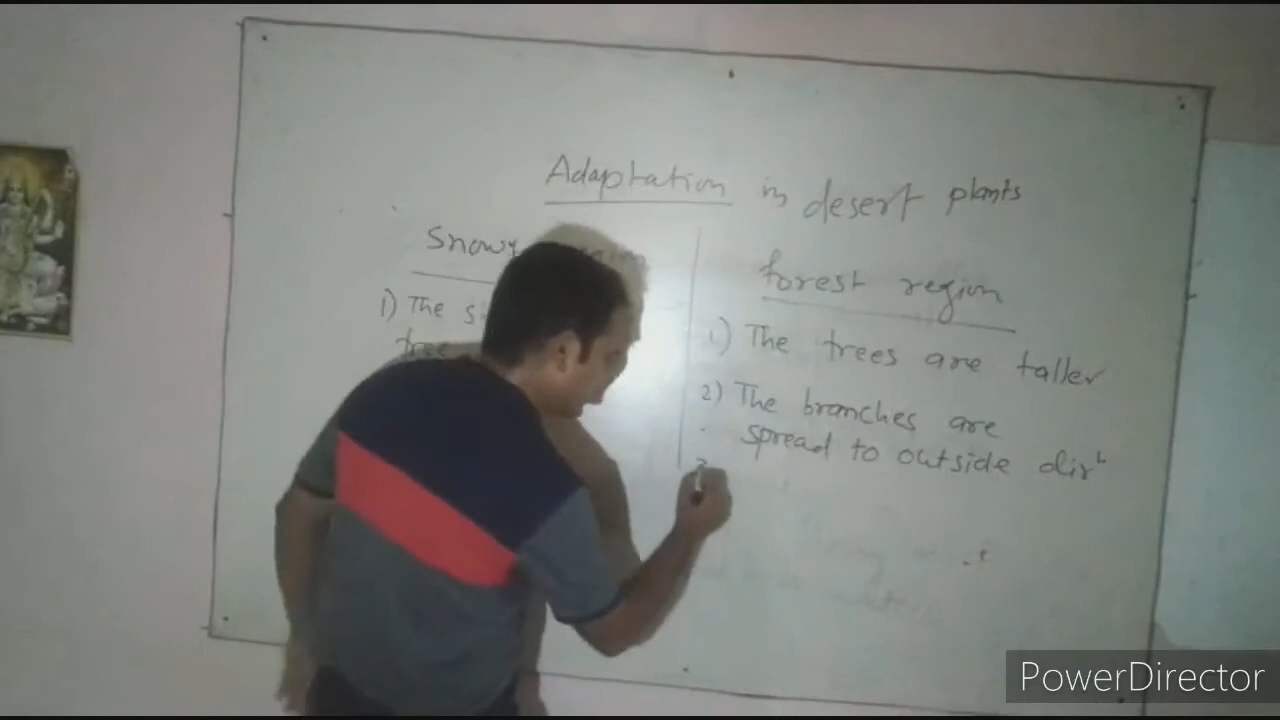 Adaptation in desert plants
Snowy
1) The
tree
forest region
1) The trees are taller
2) The branches are
spread to outside dirⁿ
PowerDirector